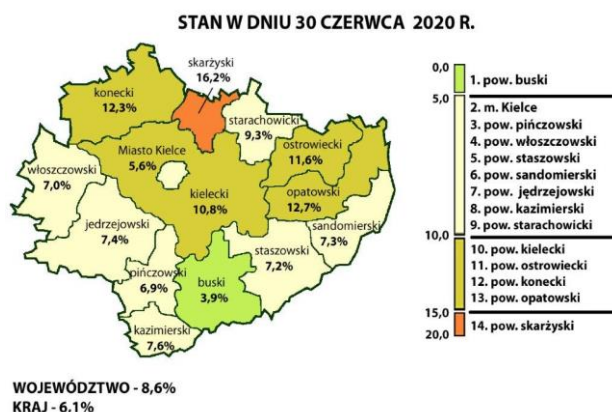 STAN W DNIU 30 CZERWCA 2020 R.
skarżyski
16,2%
konecki
12,3%
starachowicki
9,3%
Miasto Kielce
5,6%
ostrowiecki
11,6%
włoszczowski
7,0%
kielecki
10,8%
opatowski
12,7%
jędrzejowski
7,4%
sandomierski
7,3%
staszowski
7,2%
pińczowski
6,9%
buski
3,9%
kazimierski
7,6%
0,0
1. pow. buski
5,0
2. m. Kielce
3. pow. pińczowski
4. pow. włoszczowski
5. pow. staszowski
6. pow. sandomierski
7. pow. jędrzejowski
8. pow. kazimierski
9. pow. starachowicki
10,0
10. pow. kielecki
11. pow. ostrowiecki
12. pow. konecki
13. pow. opatowski
15,0
14. pow. skarżyski
20,0
WOJEWÓDZTWO - 8,6%
KRAJ - 6,1%